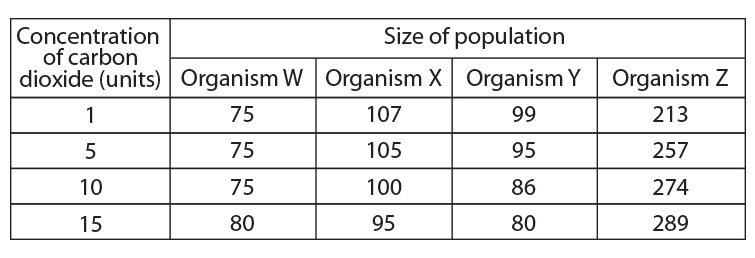 Concentration
of carbon
dioxide (units)
Size of population
Organism W Organism X Organism Y Organism Z
1 75 107 99 213
5 75 105 95 257
10 75 100 86 274
15 80 95 80 289